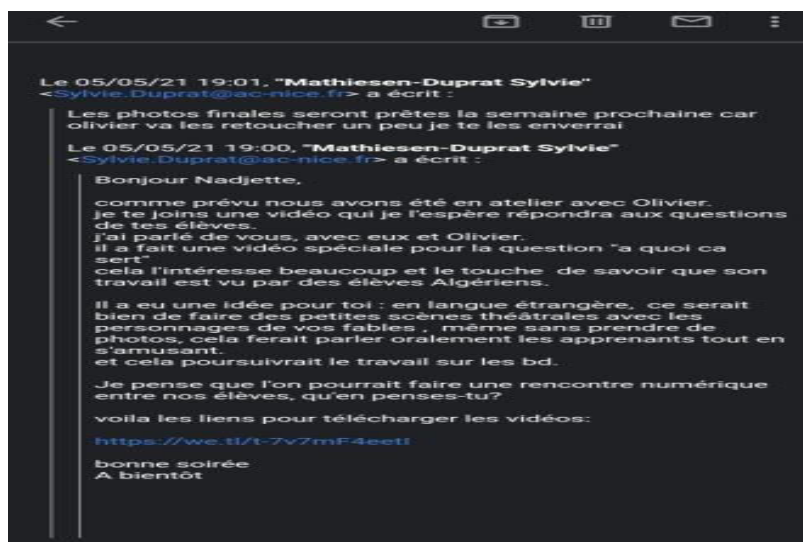 Le 05/05/21 19:01, "Mathiesen-Duprat Sylvie"
<Sylvie.Duprat@ac-nice.fr> a écrit :
Les photos finales seront prêtes la semaine prochaine car
olivier va les retoucher un peu je te les enverrai
Le 05/05/21 19:00, "Mathiesen-Duprat Sylvie"
<Sylvie.Duprat@ac-nice.fr> a écrit :
Bonjour Nadjette,
comme prévu nous avons été en atelier avec Olivier.
je te joins une vidéo qui je l'espère répondra aux questions
de tes élèves.
j'ai parlé de vous, avec eux et Olivier.
il a fait une vidéo spéciale pour la question "a quoi ca
sert"
cela l'intéresse beaucoup et le touche de savoir que son
travail est vu par des élèves Algériens.
Il a eu une idée pour toi : en langue étrangère, ce serait
bien de faire des petites scènes théâtrales avec les
personnages de vos fables , même sans prendre de
photos, cela ferait parler oralement les apprenants tout en
s'amusant.
et cela poursuivrait le travail sur les bd.
Je pense que l'on pourrait faire une rencontre numérique
entre nos élèves, qu'en penses-tu?
voila les liens pour télécharger les vidéos:
https://we.tl/t-7v7mF4eetI
bonne soirée
A bientôt